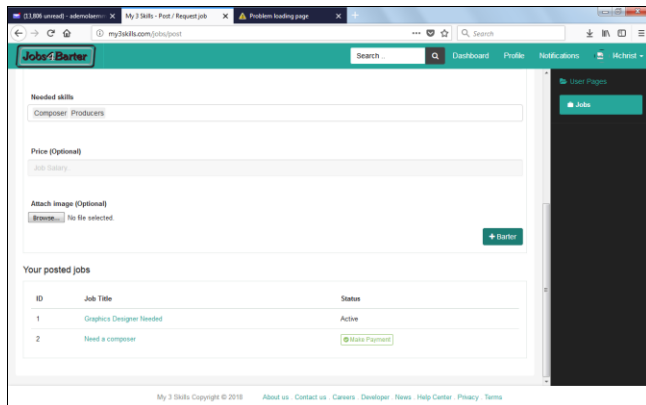 (13,806 unread) - ademolaem
My 3 Skills - Post / Request job
Problem loading page
my3skills.com/jobs/post
Search
Jobs4Barter
Search...
Dashboard Profile Notifications Mchrist
User Pages
Jobs
Needed skills
Composer Producers
Price (Optional)
Job Salary
Attach image (Optional)
Browse... No file selected.
+ Barter
Your posted jobs
ID Job Title Status
1 Graphics Designer Needed Active
2 Need a composer Make Payment
My 3 Skills Copyright © 2018 About us . Contact us . Careers . Developer . News . Help Center . Privacy . Terms